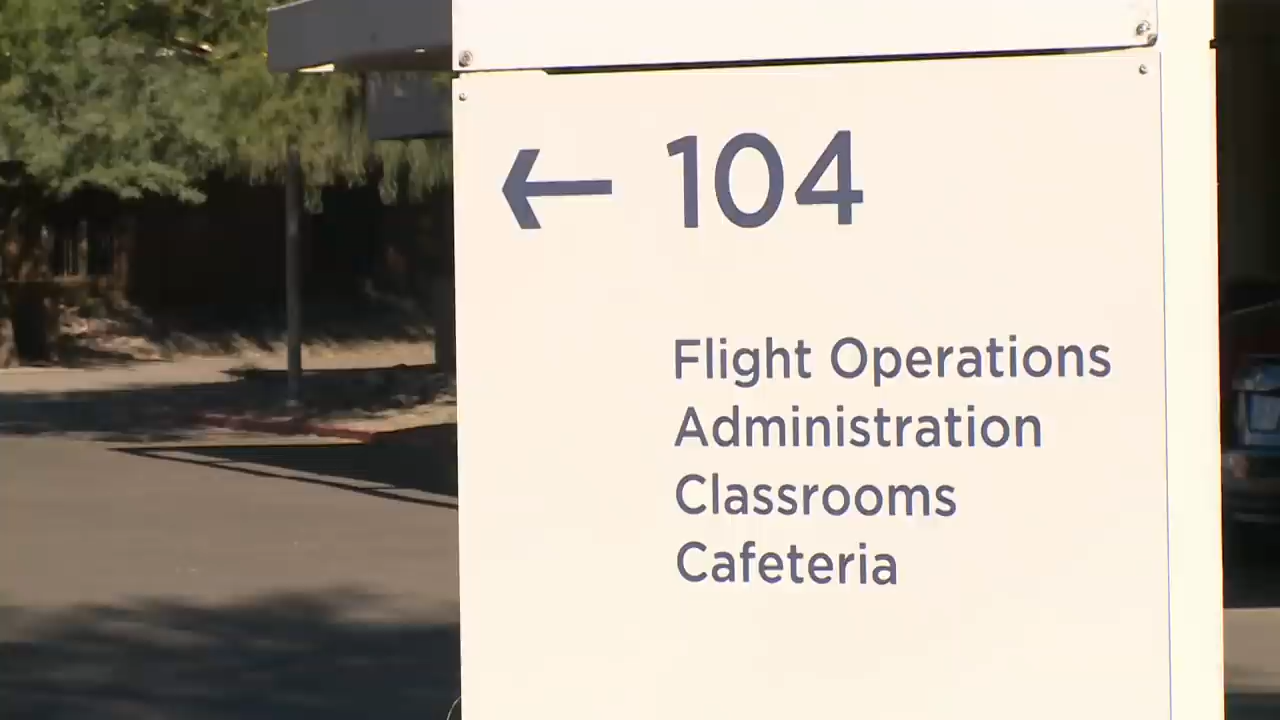 ← 104
Flight Operations
Administration
Classrooms
Cafeteria